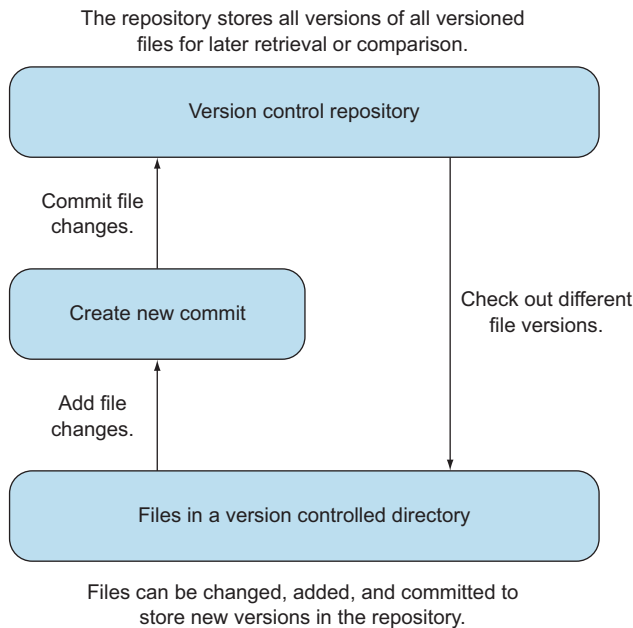 The repository stores all versions of all versioned
files for later retrieval or comparison.
Version control repository
Commit file
changes.
Create new commit
Check out different
file versions.
Add file
changes.
Files in a version controlled directory
Files can be changed, added, and committed to
store new versions in the repository.